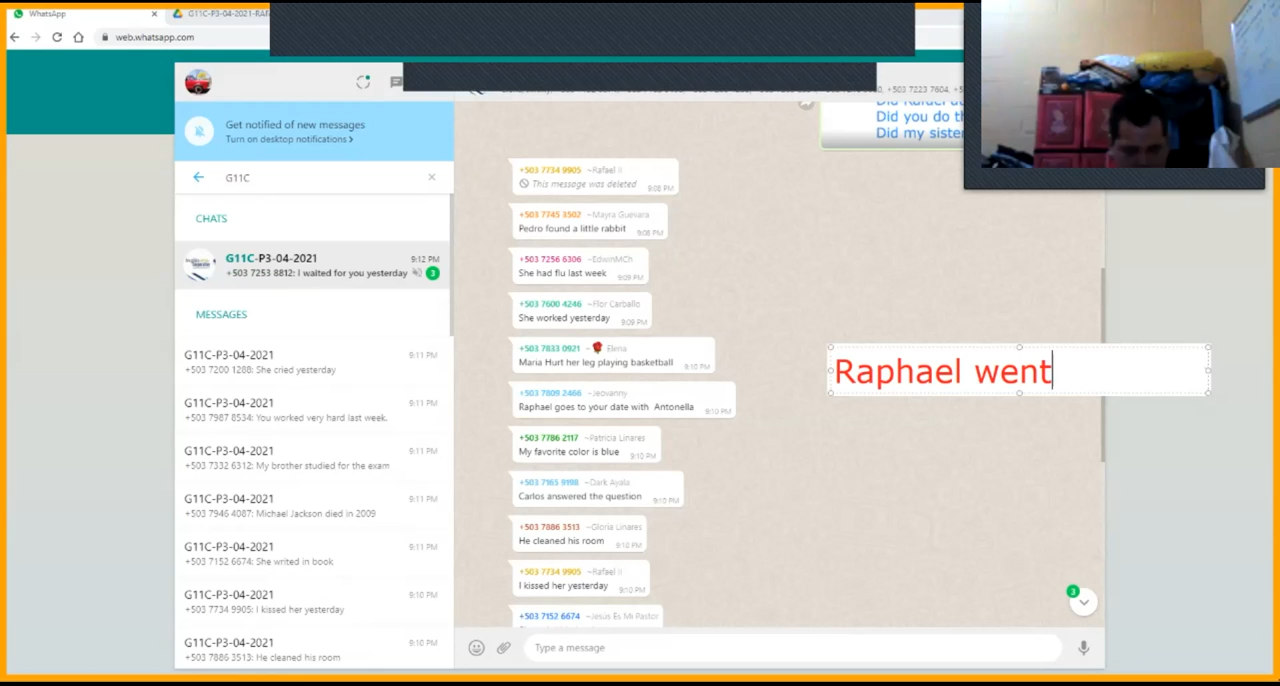 WhatsApp
G11C-P3-04-2021-RAF
web.whatsapp.com
+503 7223 7604,
Did you do th
Did my sister
Get notified of new messages
Turn on desktop notifications >
G11C
CHATS
G11C-P3-04-2021 9:12 PM
+503 7253 8812: I waited for you yesterday 3
MESSAGES
G11C-P3-04-2021 9:11 PM
+503 7200 1288: She cried yesterday
G11C-P3-04-2021 9:11 PM
+503 7987 8534: You worked very hard last week.
G11C-P3-04-2021 9:11 PM
+503 7332 6312: My brother studied for the exam
G11C-P3-04-2021 9:11 PM
+503 7946 4087: Michael Jackson died in 2009
G11C-P3-04-2021 9:11 PM
+503 7152 6674: She writed in book
G11C-P3-04-2021 9:10 PM
+503 7734 9905: I kissed her yesterday
G11C-P3-04-2021 9:10 PM
+503 7886 3513: He cleaned his room
+503 7734 9905 ~Rafael II
This message was deleted 9:08 PM
+503 7745 3502 ~Mayra Guevara
Pedro found a little rabbit 9:08 PM
+503 7256 6306 ~EdwinMCh
She had flu last week 9:09 PM
+503 7600 4246 ~Flor Carballo
She worked yesterday 9:09 PM
+503 7833 0921 ~🌹 Elena
Maria Hurt her leg playing basketball 9:10 PM
+503 7809 2466 ~Jeovanny
Raphael goes to your date with Antonella 9:10 PM
+503 7786 2117 ~Patricia Linares
My favorite color is blue 9:10 PM
+503 7165 9198 ~Dark Ayala
Carlos answered the question 9:10 PM
+503 7886 3513 ~Gloria Linares
He cleaned his room 9:10 PM
+503 7734 9905 ~Rafael II
I kissed her yesterday 9:10 PM
+503 7152 6674 ~Jesus Es Mi Pastor
Raphael went
3
Type a message